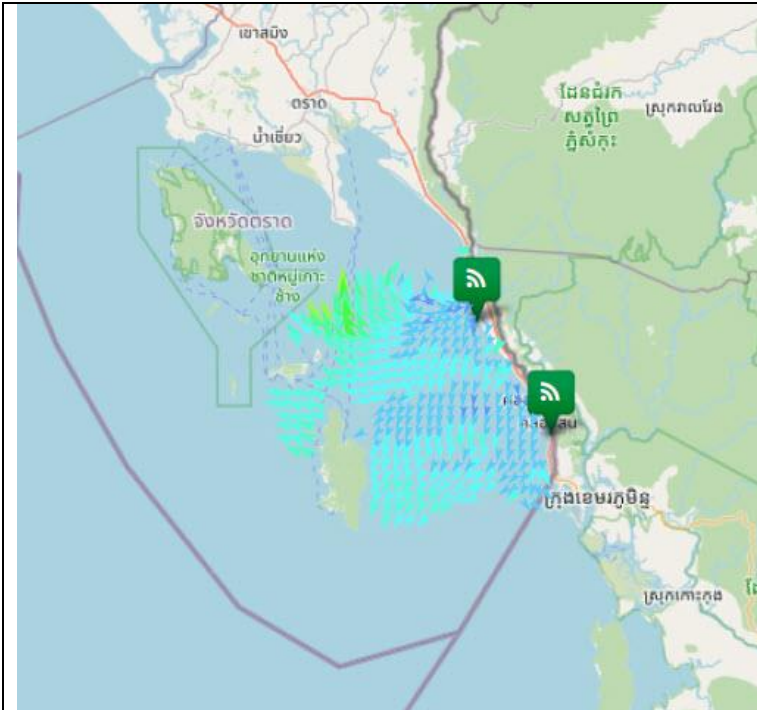 เขาสมิง
ដែនជំរក
សត្វព្រៃ
ភ្នំសំកុះ
ស្រុកវាលវែង
ตราด
น้ำเชี่ยว
จังหวัดตราด
อุทยานแห่ง
ชาติหมู่เกาะ
ช้าง
ក្រុងខេមរភូមិន្ទ
ស្រុកកោះកុង